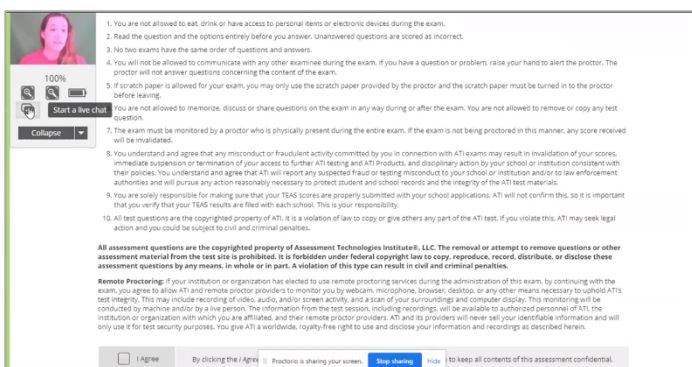 1. You are not allowed to eat, drink or have access to personal items or electronic devices during the exam.
2. Read the question and the options entirely before you answer. Unanswered questions are scored as incorrect.
3. No two exams have the same order of questions and answers.
4. You will not be allowed to communicate with any other examinee during the exam. If you have a question or problem, raise your hand to alert the proctor. The
proctor will not answer questions concerning the content of the exam.
5. If scratch paper is allowed for your exam, you may only use the scratch paper provided by the proctor and the scratch paper must be turned in to the proctor
before leaving.
You are not allowed to memorize, discuss or share questions on the exam in any way during or after the exam. You are not allowed to remove or copy any test
question.
7. The exam must be monitored by a proctor who is physically present during the entire exam. If the exam is not being proctored in this manner, any score received
will be invalidated.
8. You understand and agree that any misconduct or fraudulent activity committed by you in connection with ATI exams may result in invalidation of your scores,
immediate suspension or termination of your access to further ATI testing and ATI Products, and disciplinary action by your school or institution consistent with
their policies. You understand and agree that ATI will report any suspected fraud or testing misconduct to your school or institution and/or to law enforcement
authorities and will pursue any action reasonably necessary to protect student and school records and the integrity of the ATI test materials.
9. You are solely responsible for making sure that your TEAS scores are properly submitted with your school applications. ATI will not confirm this, so it is important
that you verify that your TEAS results are filed with each school. This is your responsibility.
10. All test questions are the copyrighted property of ATI. It is a violation of law to copy or give others any part of the ATI test. If you violate this, ATI may seek legal
action and you could be subject to civil and criminal penalties.
All assessment questions are the copyrighted property of Assessment Technologies Institute®, LLC. The removal or attempt to remove questions or other
assessment material from the test site is prohibited. It is forbidden under federal copyright law to copy, reproduce, record, distribute, or disclose these
assessment questions by any means, in whole or in part. A violation of this type can result in civil and criminal penalties.
Remote Proctoring: If your institution or organization has elected to use remote proctoring services during the administration of this exam, by continuing with the
exam, you agree to allow ATI and remote proctor providers to monitor you by webcam, microphone, browser, desktop, or any other means necessary to uphold ATI's
test integrity. This may include recording of video, audio, and/or screen activity, and a scan of your surroundings and computer display. This monitoring will be
conducted by machine and/or by a live person. The information from the test session, including recordings, will be available to authorized personnel of ATI, the
institution or organization with which you are affiliated, and their remote proctor providers. ATI and its providers will never sell your identifiable information and will
only use it for test security purposes. You give ATI a worldwide, royalty-free right to use and disclose your information and recordings as described herein.
100%
Start a live chat
Collapse
I Agree
By clicking the I Agree
Proctorio is sharing your screen.
Stop sharing
Hide
to keep all contents of this assessment confidential.